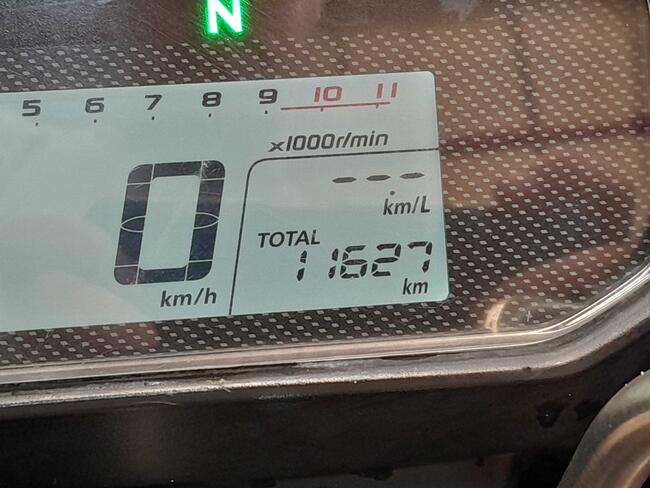 N
5 6 7 8 9 10 11
x1000r/min
---
km/L
0
TOTAL
11627
km/h
km